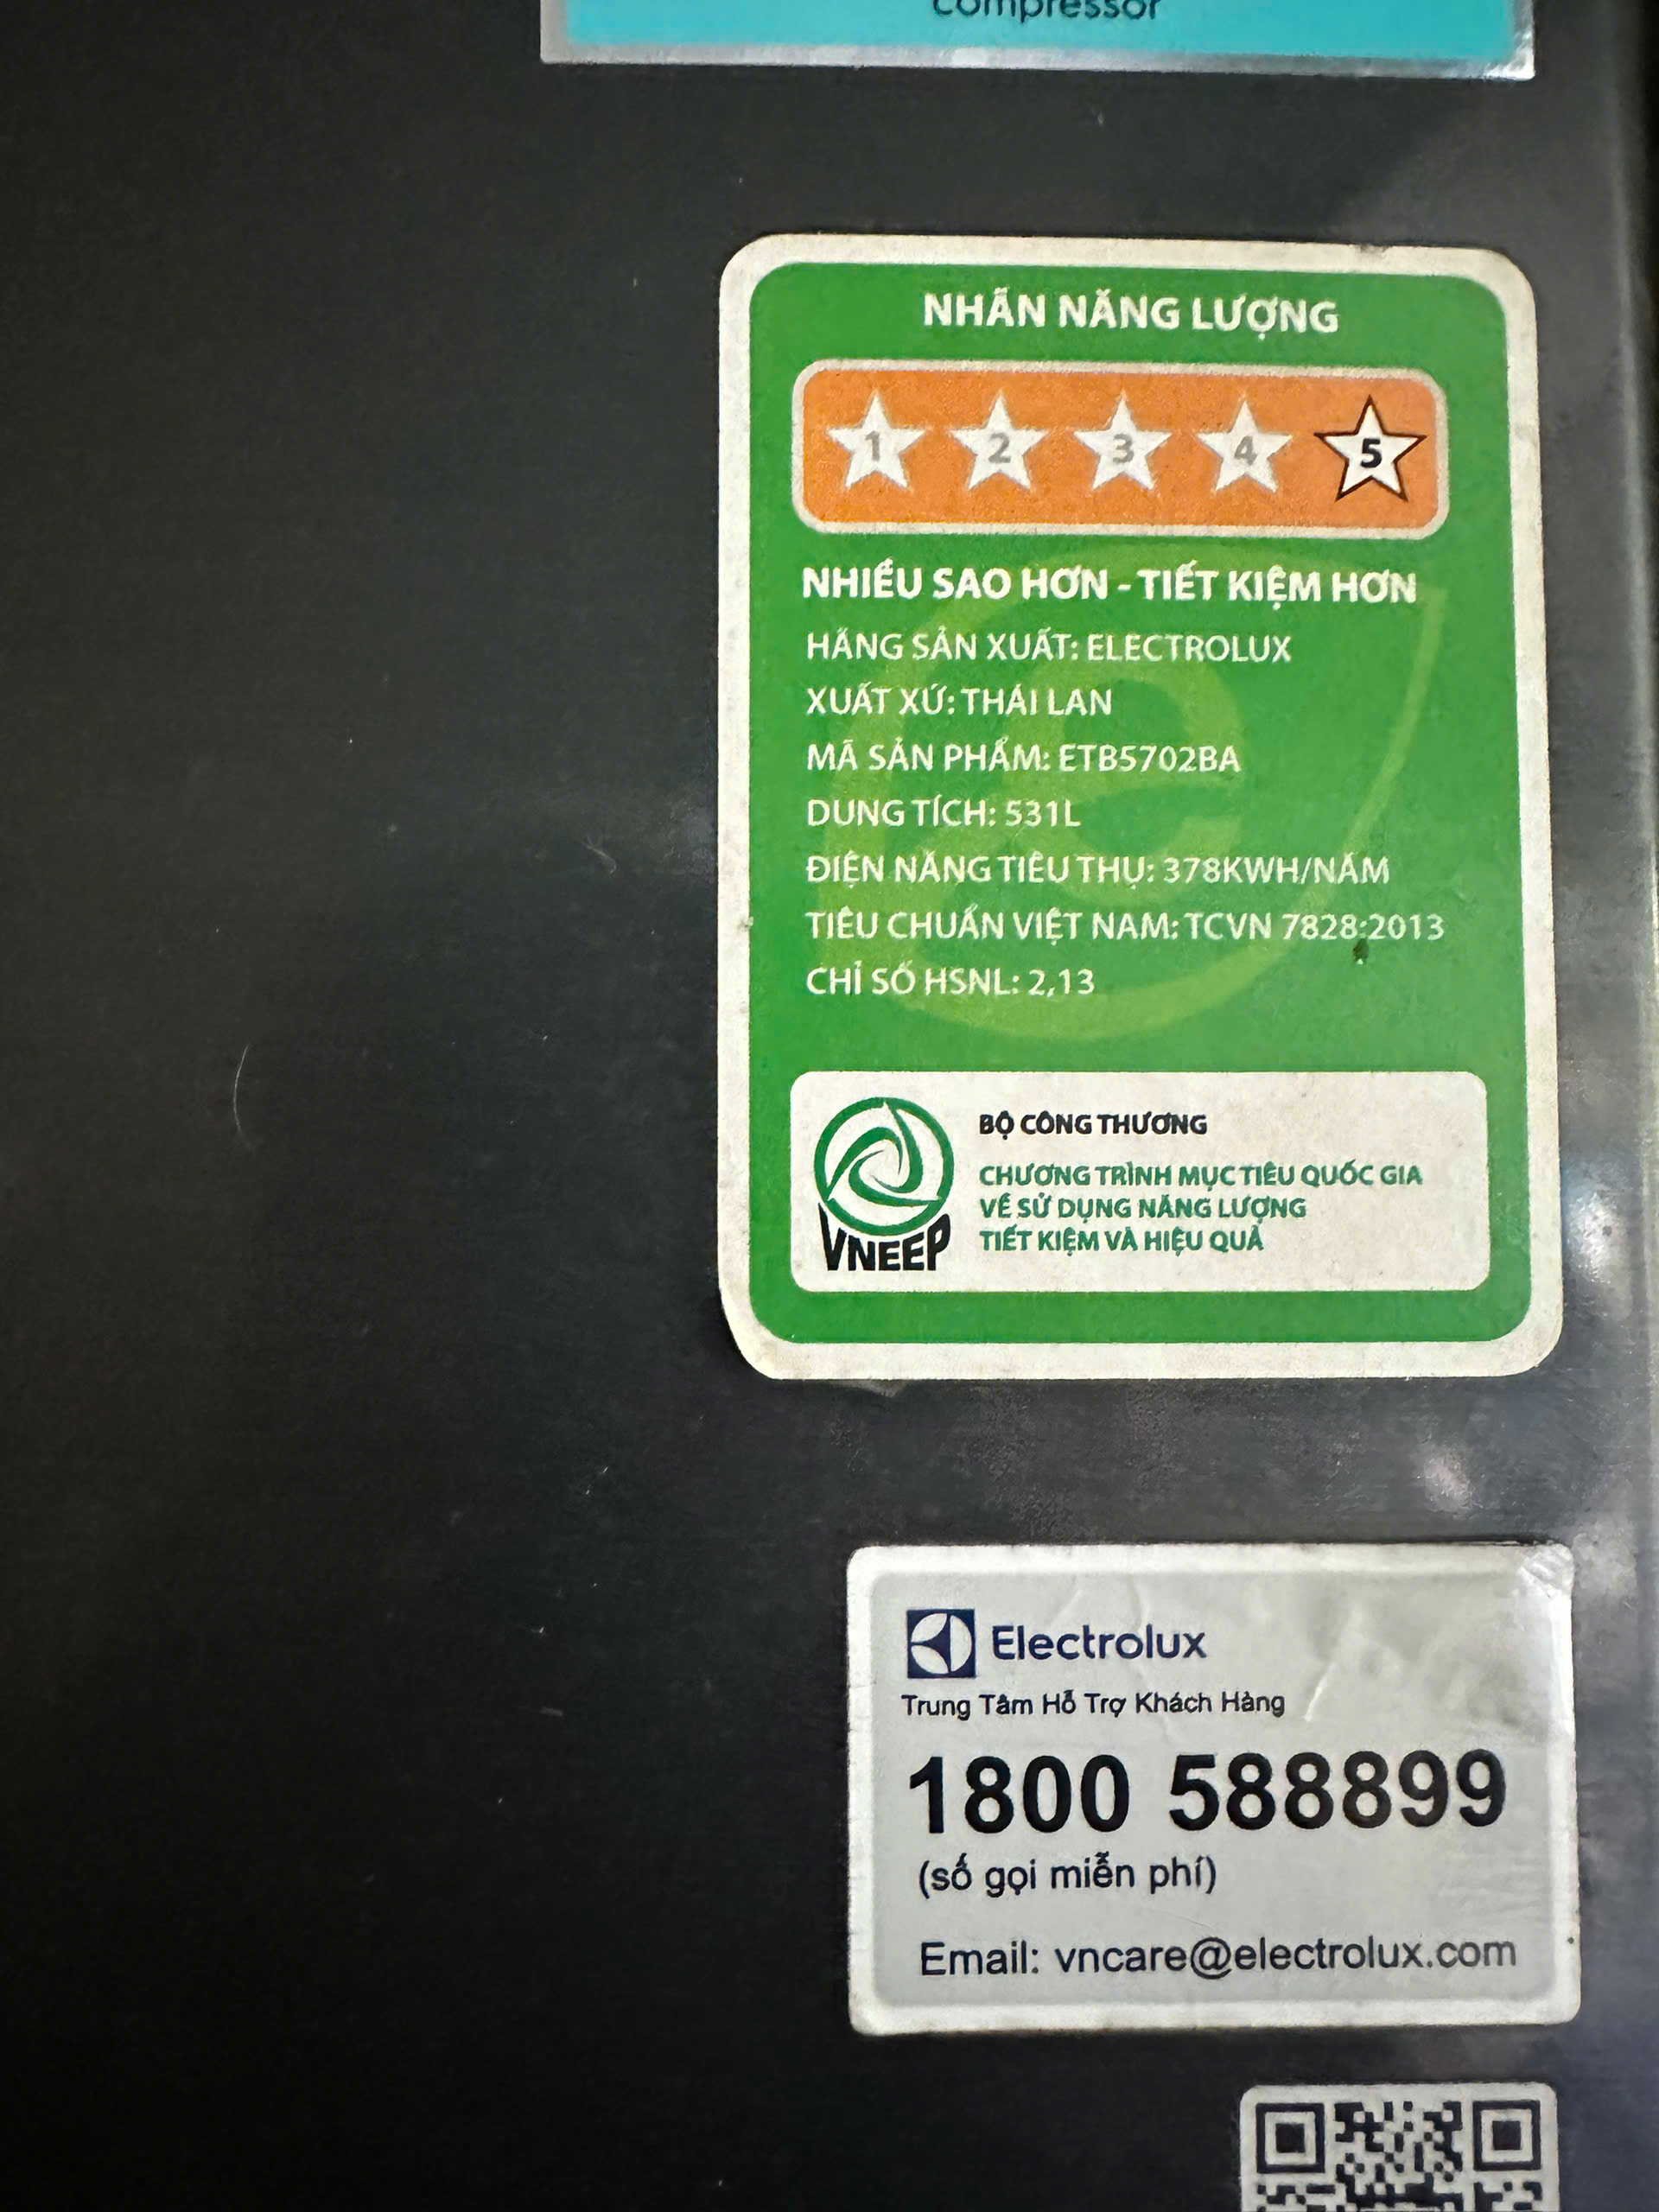 compressor
NHÃN NĂNG LƯỢNG
1 2 3 4 5
NHIỀU SAO HƠN - TIẾT KIỆM HƠN
HÃNG SẢN XUẤT: ELECTROLUX
XUẤT XỨ: THÁI LAN
MÃ SẢN PHẨM: ETB5702BA
DUNG TÍCH: 531L
ĐIỆN NĂNG TIÊU THỤ: 378KWH/NĂM
TIÊU CHUẨN VIỆT NAM: TCVN 7828:2013
CHỈ SỐ HSNL: 2,13
BỘ CÔNG THƯƠNG
CHƯƠNG TRÌNH MỤC TIÊU QUỐC GIA
VỀ SỬ DỤNG NĂNG LƯỢNG
TIẾT KIỆM VÀ HIỆU QUẢ
VNEEP
Electrolux
Trung Tâm Hỗ Trợ Khách Hàng
1800 588899
(số gọi miễn phí)
Email: vncare@electrolux.com